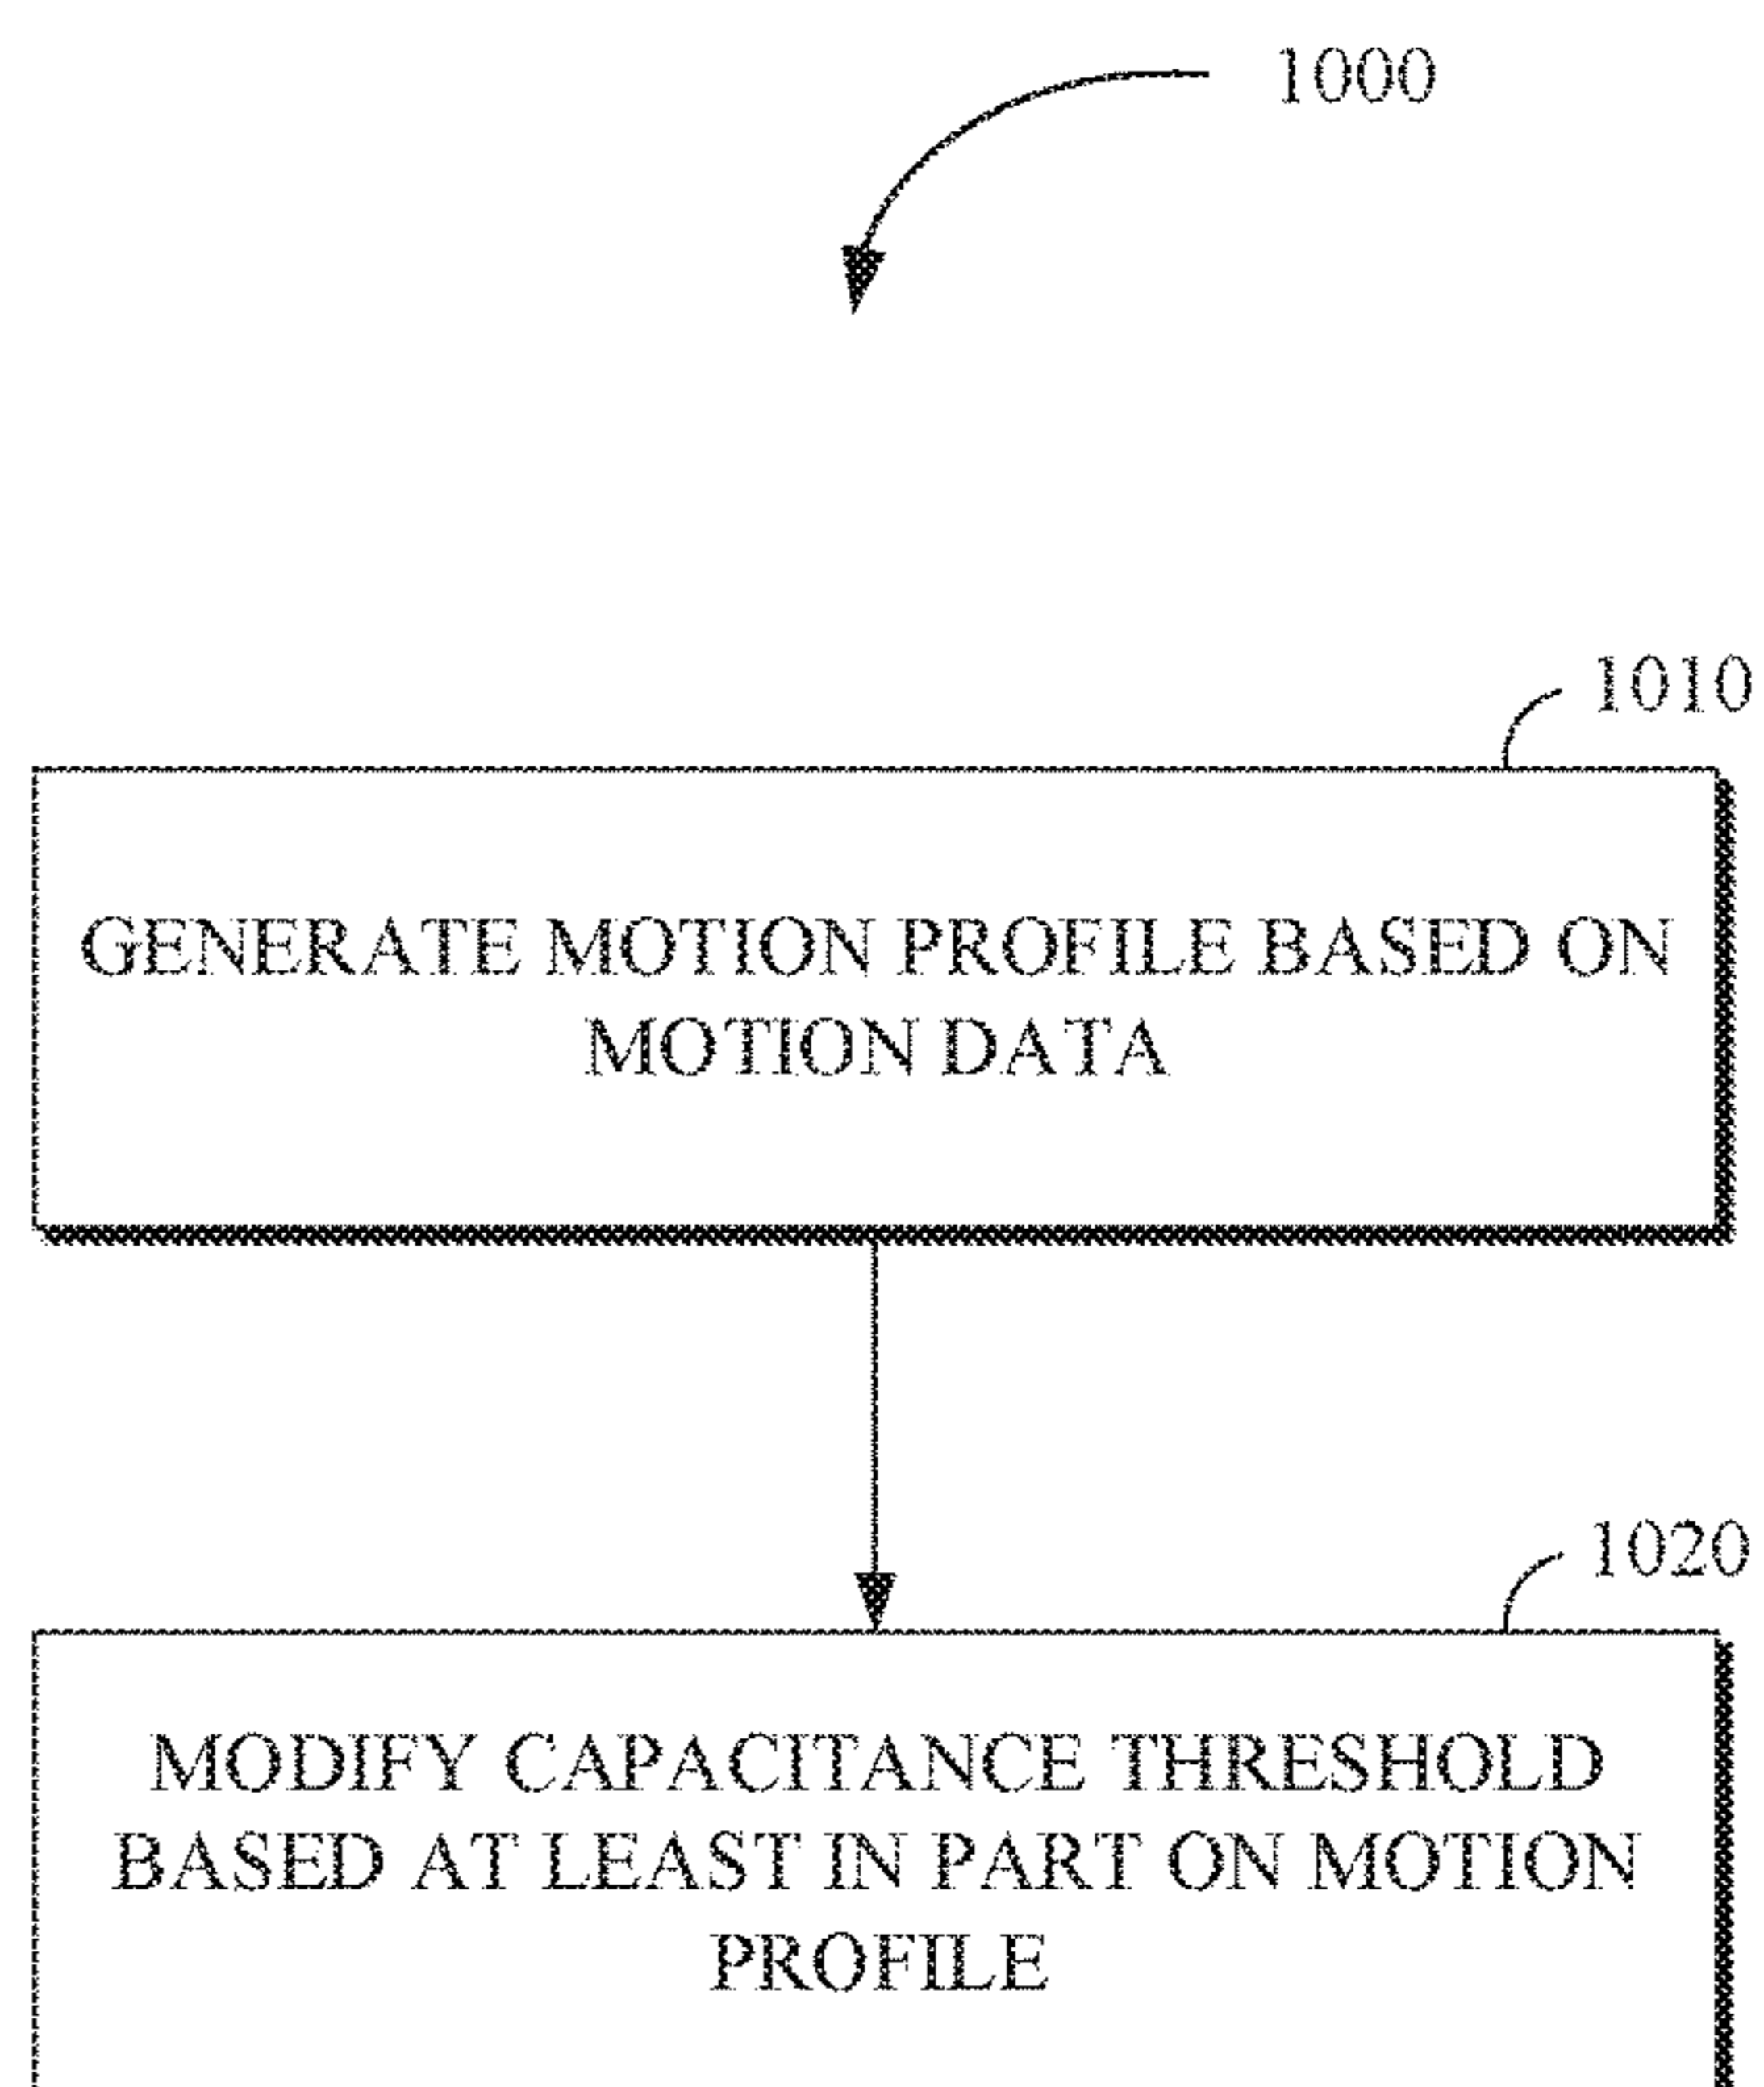 1000
1010
GENERATE MOTION PROFILE BASED ON
MOTION DATA
1020
MODIFY CAPACITANCE THRESHOLD
BASED AT LEAST IN PART ON MOTION
PROFILE